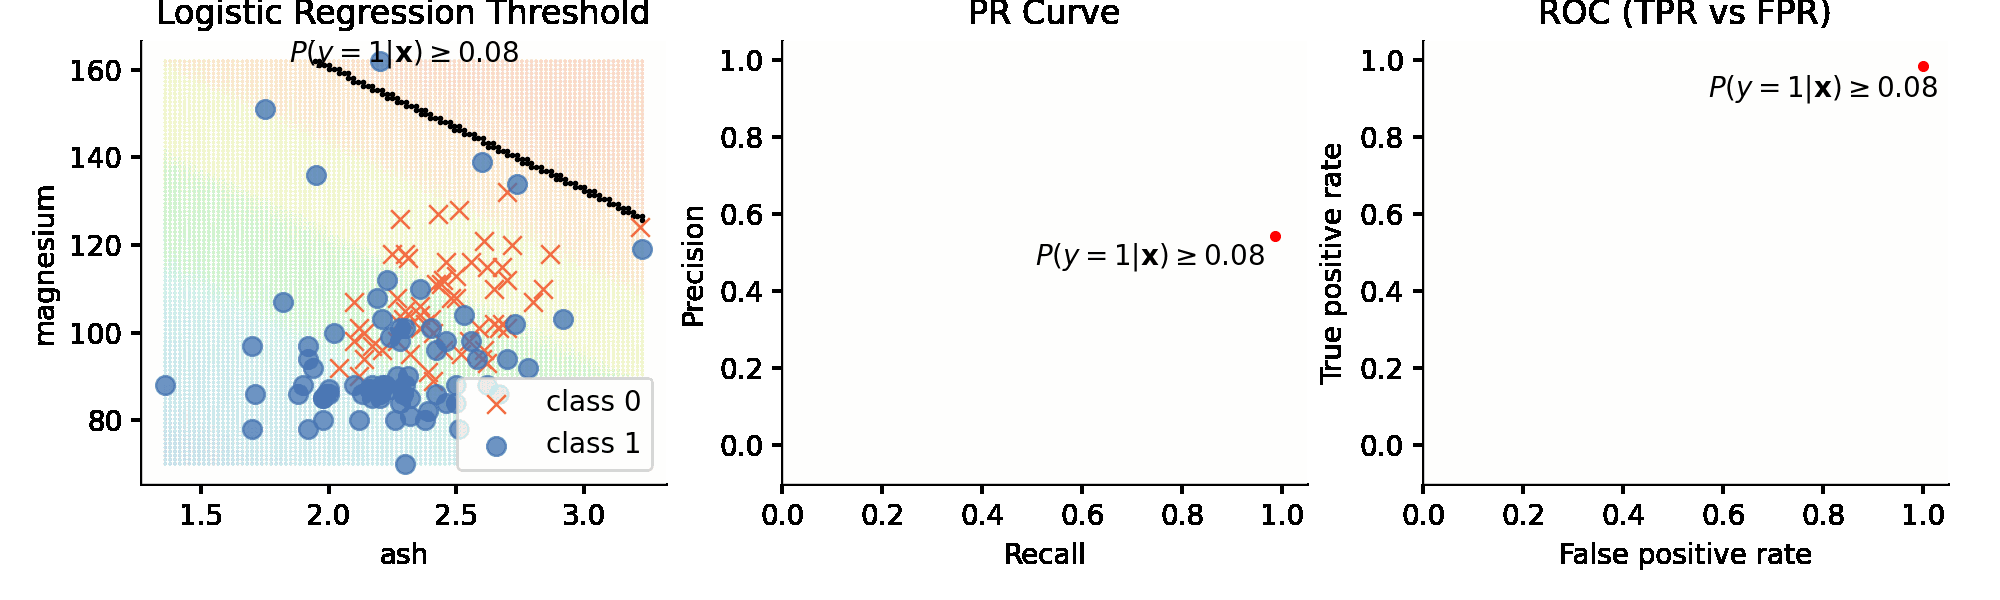 Logistic Regression Threshold
P(y = 1|x) ≥ 0.08
160
140
120
100
80
magnesium
1.5 2.0 2.5 3.0
ash
class 0
class 1
PR Curve
1.0
0.8
0.6
0.4
0.2
0.0
Precision
P(y = 1|x) ≥ 0.08
0.0 0.2 0.4 0.6 0.8 1.0
Recall
ROC (TPR vs FPR)
1.0
0.8
0.6
0.4
0.2
0.0
True positive rate
P(y = 1|x) ≥ 0.08
0.0 0.2 0.4 0.6 0.8 1.0
False positive rate